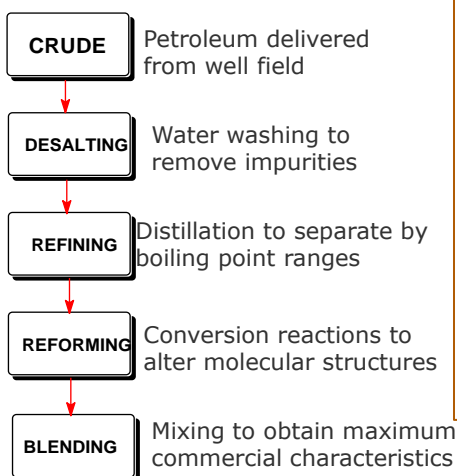 CRUDE
Petroleum delivered
from well field
DESALTING
Water washing to
remove impurities
REFINING
Distillation to separate by
boiling point ranges
REFORMING
Conversion reactions to
alter molecular structures
BLENDING
Mixing to obtain maximum
commercial characteristics